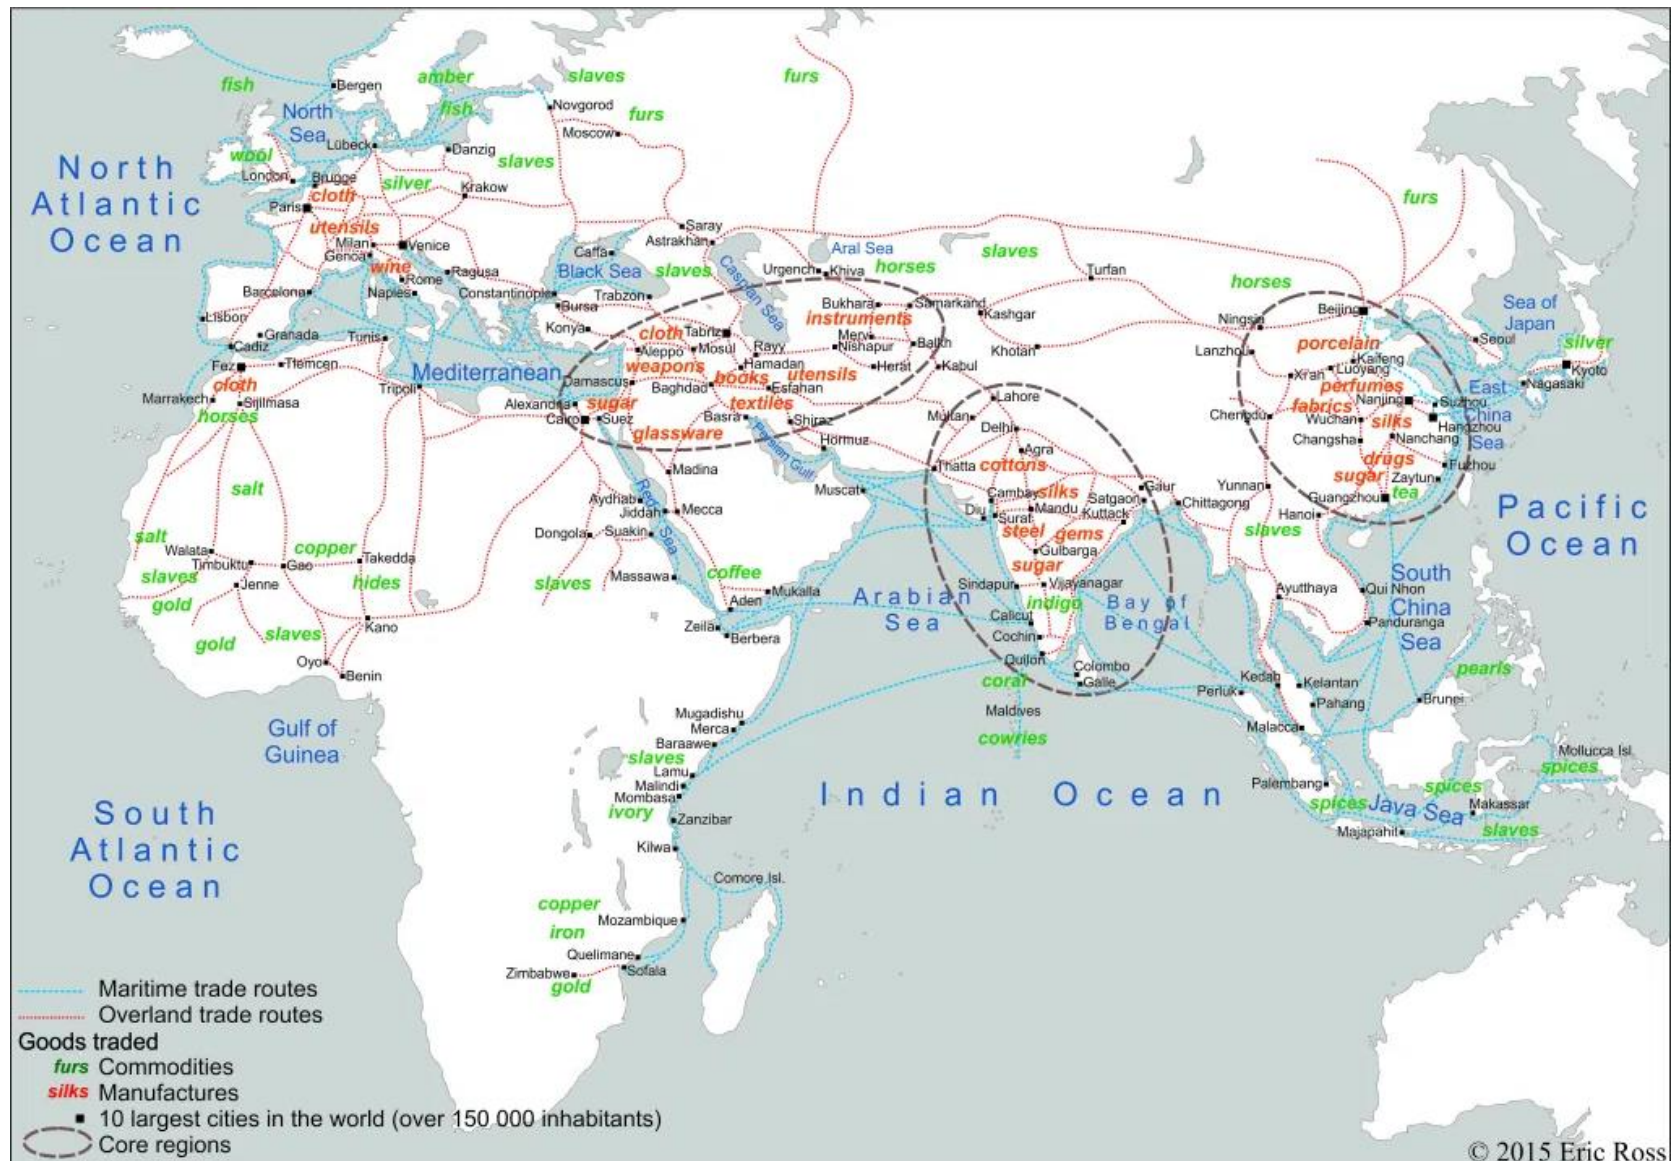 fish
Bergen
amber
fish
slaves
furs
furs
Novgorod
Moscow
North
Sea
Lübeck
Danzig
slaves
wool
London
Brugge
cloth
silver
Krakow
Paris
utensils
North
Atlantic
Ocean
Milan
Venice
Genoa
wine
Rome
Ragusa
Naples
Barcelona
Constantinople
Lisbon
Granada
Cadiz
Tunis
Fez
Tlemcen
cloth
Marrakech
Sijilmasa
horses
Tripoli
Mediterranean
Saray
Astrakhan
Caffa
Black Sea
slaves
Caspian Sea
Aral Sea
Urgench
Khiva
horses
slaves
Turfan
horses
furs
Trabzon
Bursa
Konya
Bukhara
Samarkand
instruments
Kashgar
cloth
Tabriz
Merv
Aleppo
Mosul
Rayy
Nishapur
Balkh
Khotan
weapons
Hamadan
Herat
Kabul
Damascus
books
utensils
Baghdad
Esfahan
Alexandria
sugar
textiles
Cairo
Suez
Basra
Shiraz
glassware
Persian Gulf
Hormuz
Madina
Red Sea
Muscat
Aydhab
Jiddah
Mecca
Dongola
Suakin
Massawa
coffee
Mukalla
Aden
Zeila
Berbera
slaves
salt
salt
Walata
Timbuktu
Gao
copper
Takedda
slaves
Jenne
hides
gold
gold
slaves
Kano
Oyo
Benin
Gulf of
Guinea
South
Atlantic
Ocean
Lahore
Multan
Delhi
Agra
Thatta
cottons
Cambay
silks
Satgaon
Gaur
Diu
Surat
Mandu
Kuttack
Chittagong
steel
gems
Gulbarga
sugar
Sindapur
Vijayanagar
indigo
Calicut
Cochin
Quilon
Colombo
Galle
coral
Maldives
cowries
Arabian
Sea
Bay of
Bengal
Indian Ocean
Beijing
Ningsia
Lanzhou
porcelain
Kaifeng
Xi'an
Luoyang
perfumes
Nanjing
Suzhou
fabrics
Chengdu
Wuchan
silks
Hangzhou
Changsha
Nanchang
drugs
Fuzhou
sugar
Zaytun
Yunnan
Guangzhou
tea
Hanoi
slaves
Seoul
Sea of
Japan
silver
Kyoto
Nagasaki
East
China
Sea
Pacific
Ocean
Ayutthaya
Qui Nhon
Panduranga
South
China
Sea
pearls
Kedah
Kelantan
Perluk
Pahang
Brunei
Malacca
Mollucca Isl.
spices
Palembang
spices
spices
Java Sea
Makassar
Majapahit
slaves
Mugadishu
Merca
Baraawe
slaves
Lamu
Malindi
Mombasa
ivory
Zanzibar
Kilwa
Comore Isl.
copper
iron
Mozambique
Quelimane
Zimbabwe
Sofala
gold
Maritime trade routes
Overland trade routes
Goods traded
furs Commodities
silks Manufactures
10 largest cities in the world (over 150 000 inhabitants)
Core regions
© 2015 Eric Ross